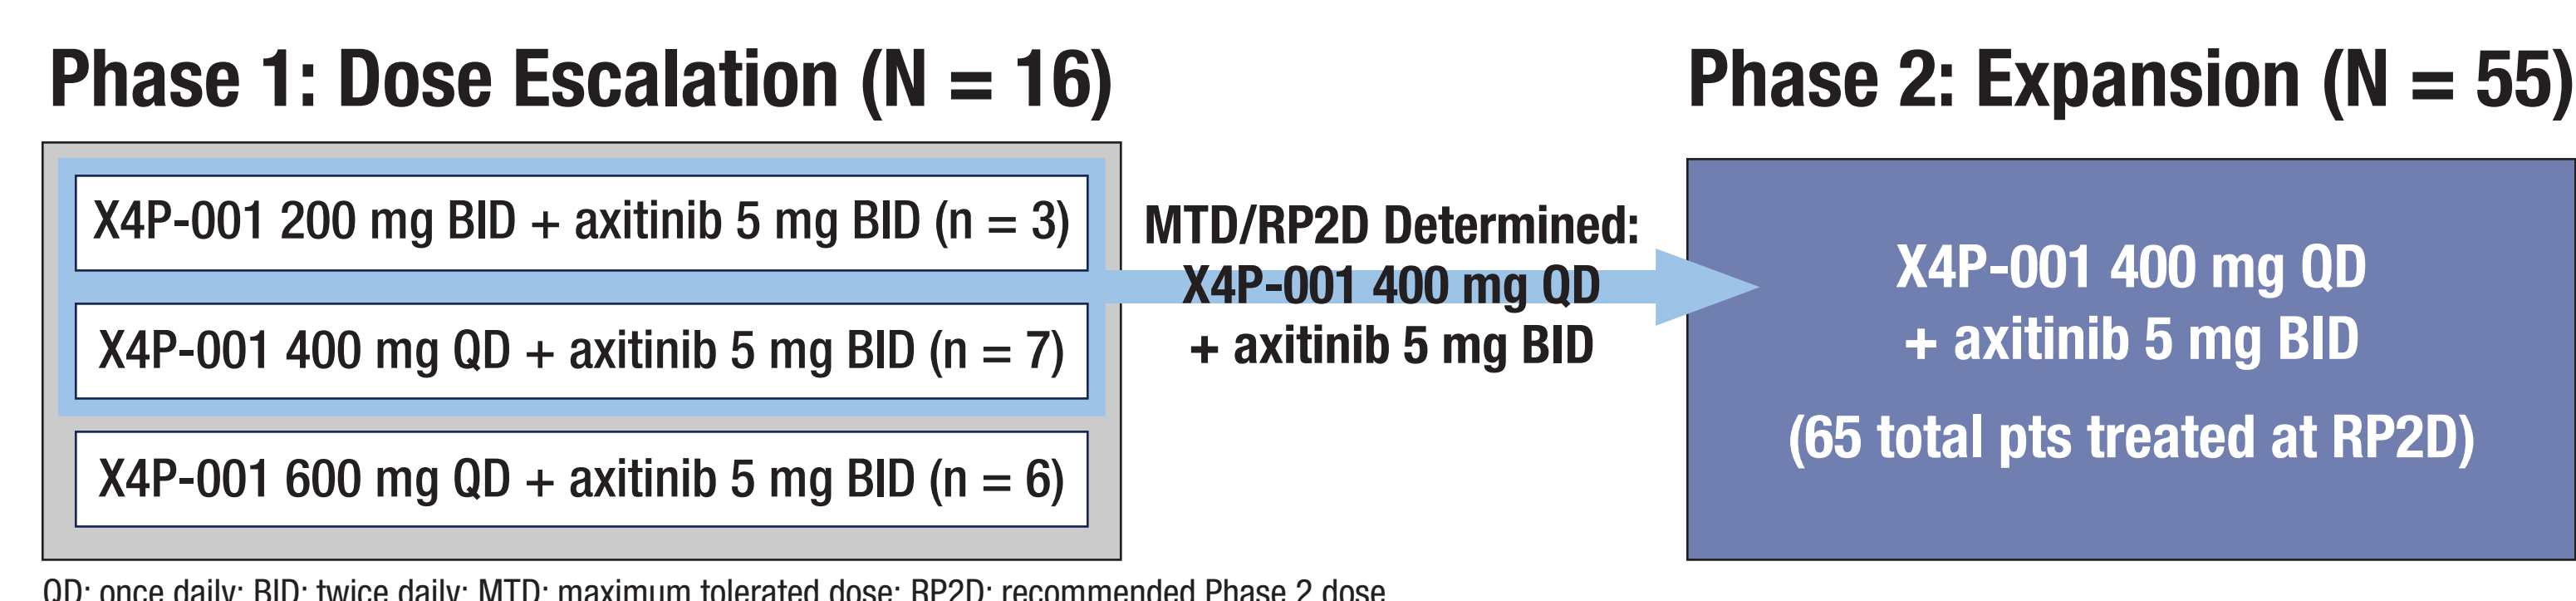 Phase 1: Dose Escalation (N = 16)
X4P-001 200 mg BID + axitinib 5 mg BID (n = 3)
X4P-001 400 mg QD + axitinib 5 mg BID (n = 7)
X4P-001 600 mg QD + axitinib 5 mg BID (n = 6)
MTD/RP2D Determined:
X4P-001 400 mg QD
+ axitinib 5 mg BID
Phase 2: Expansion (N = 55)
X4P-001 400 mg QD
+ axitinib 5 mg BID
(65 total pts treated at RP2D)
QD: once daily; BID: twice daily; MTD: maximum tolerated dose; RP2D: recommended Phase 2 dose